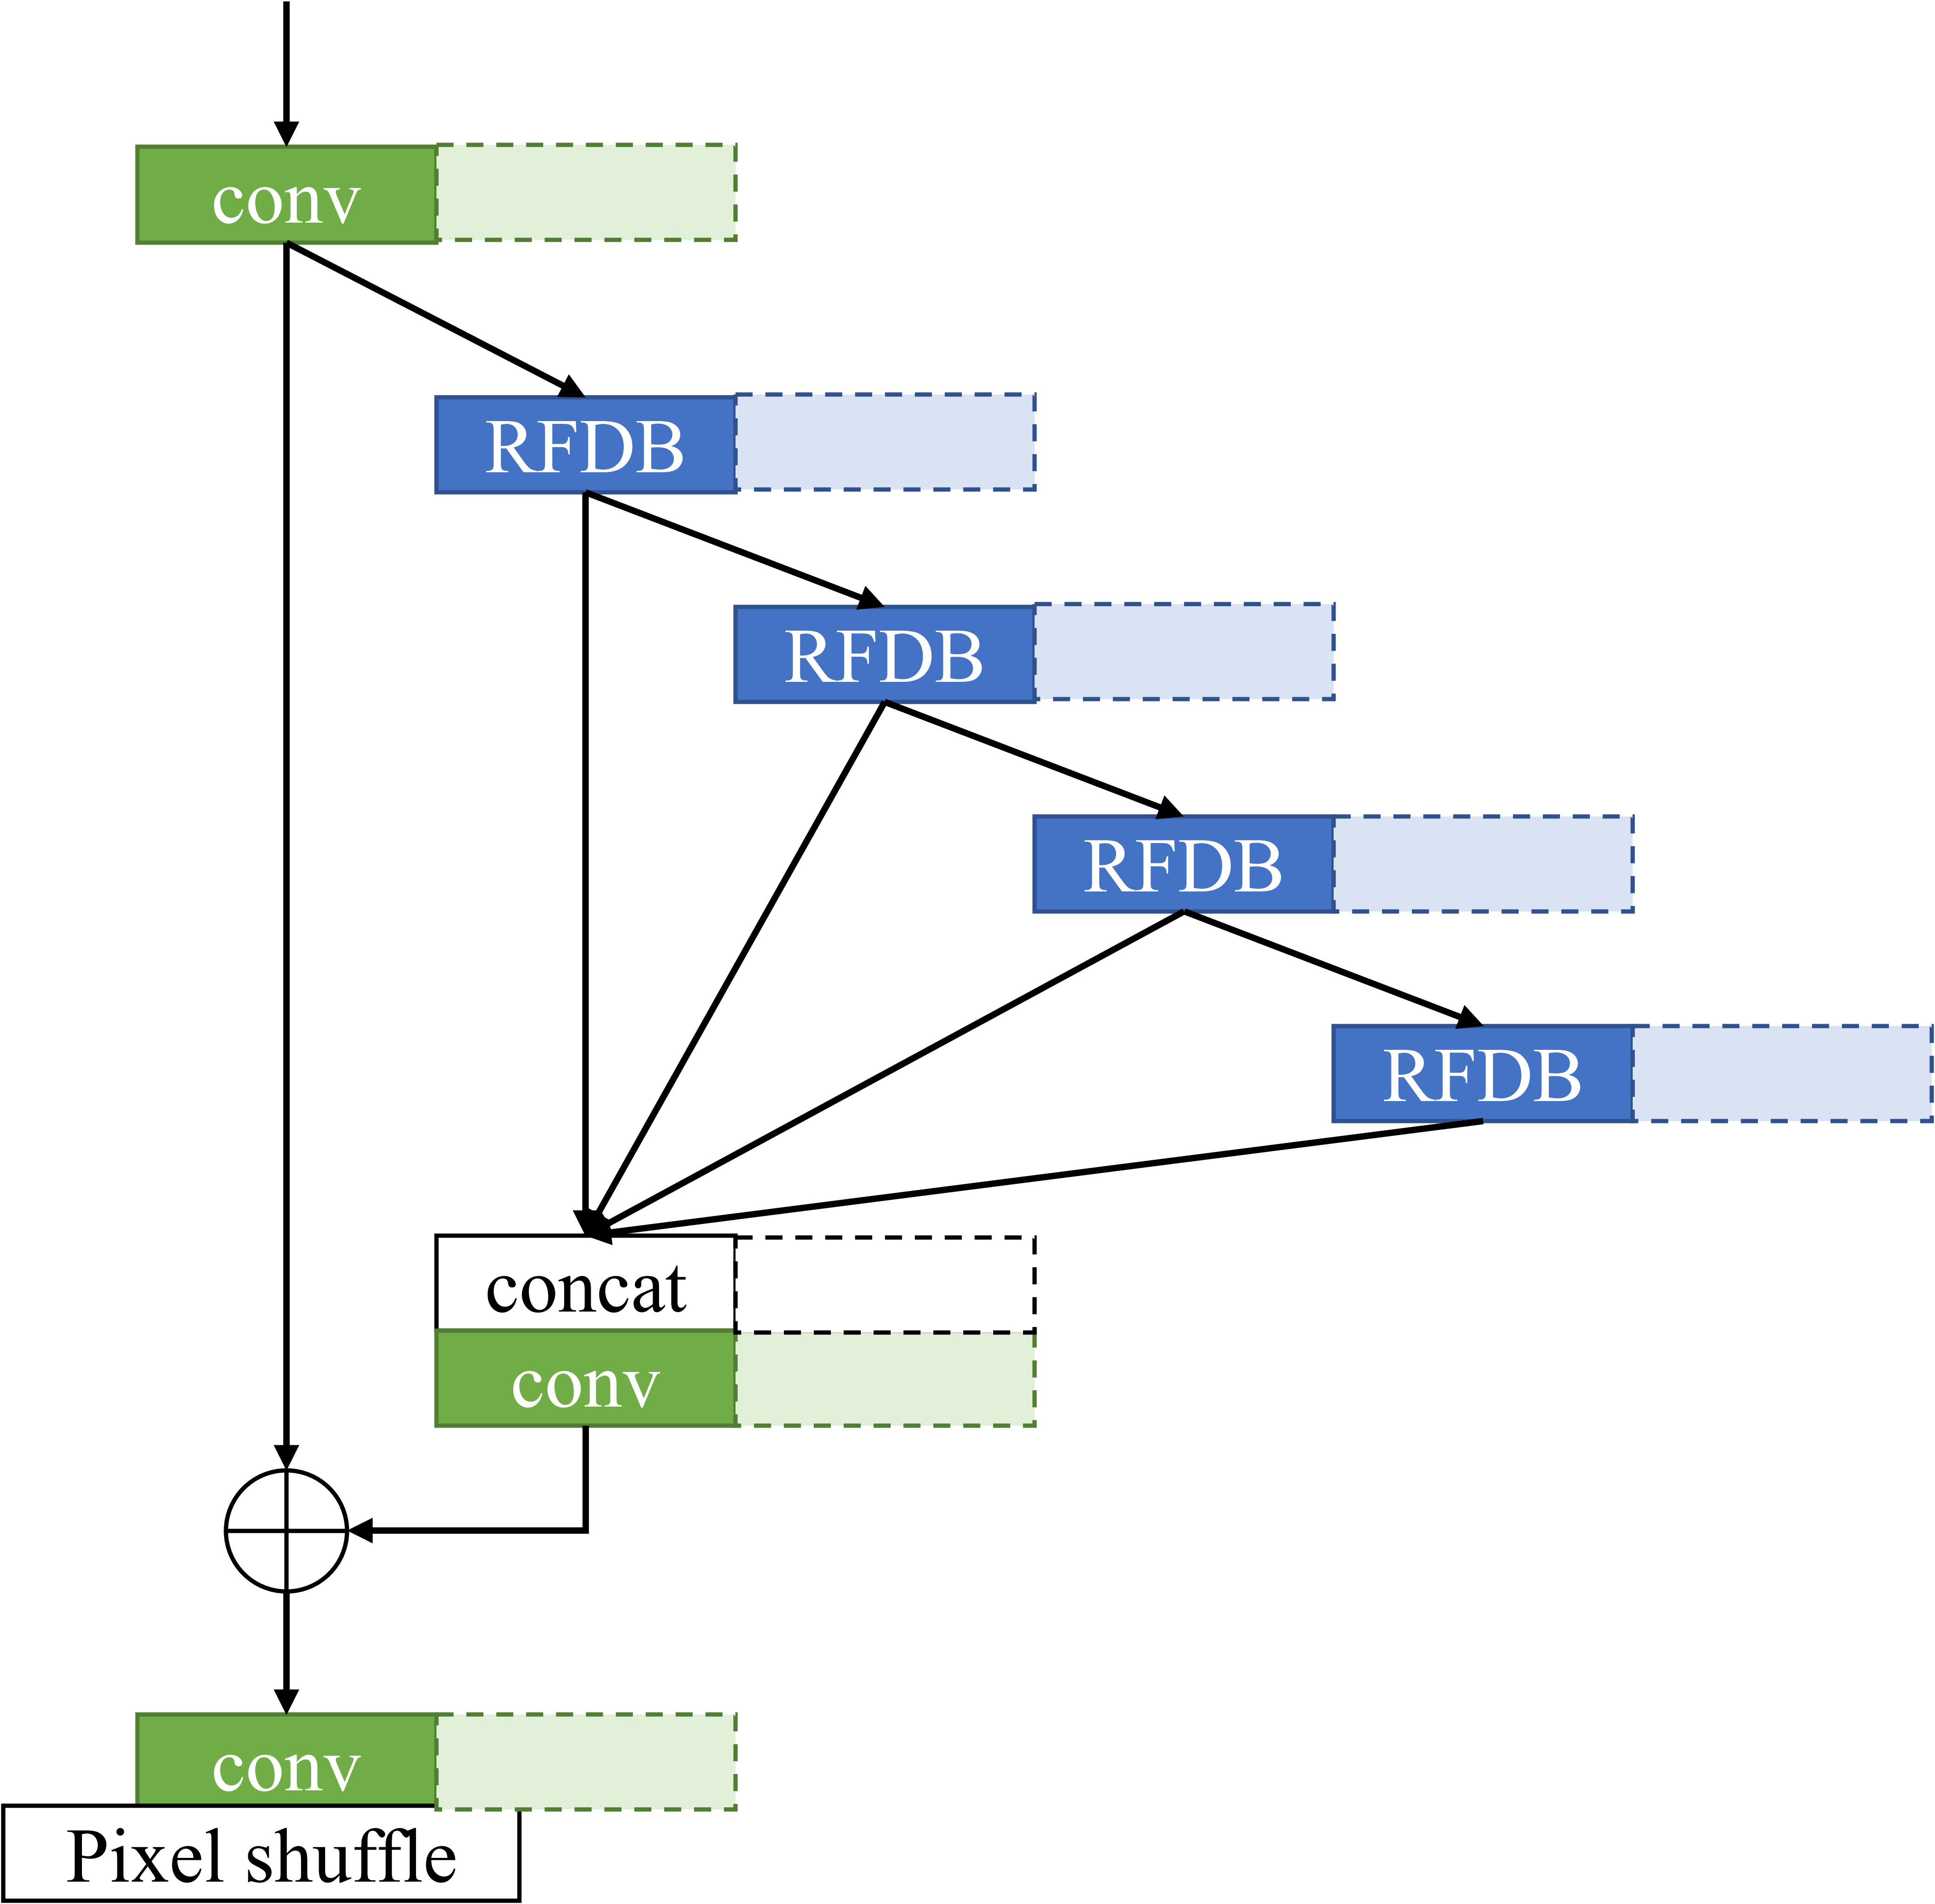 conv
RFDB
RFDB
RFDB
RFDB
concat
conv
conv
Pixel shuffle